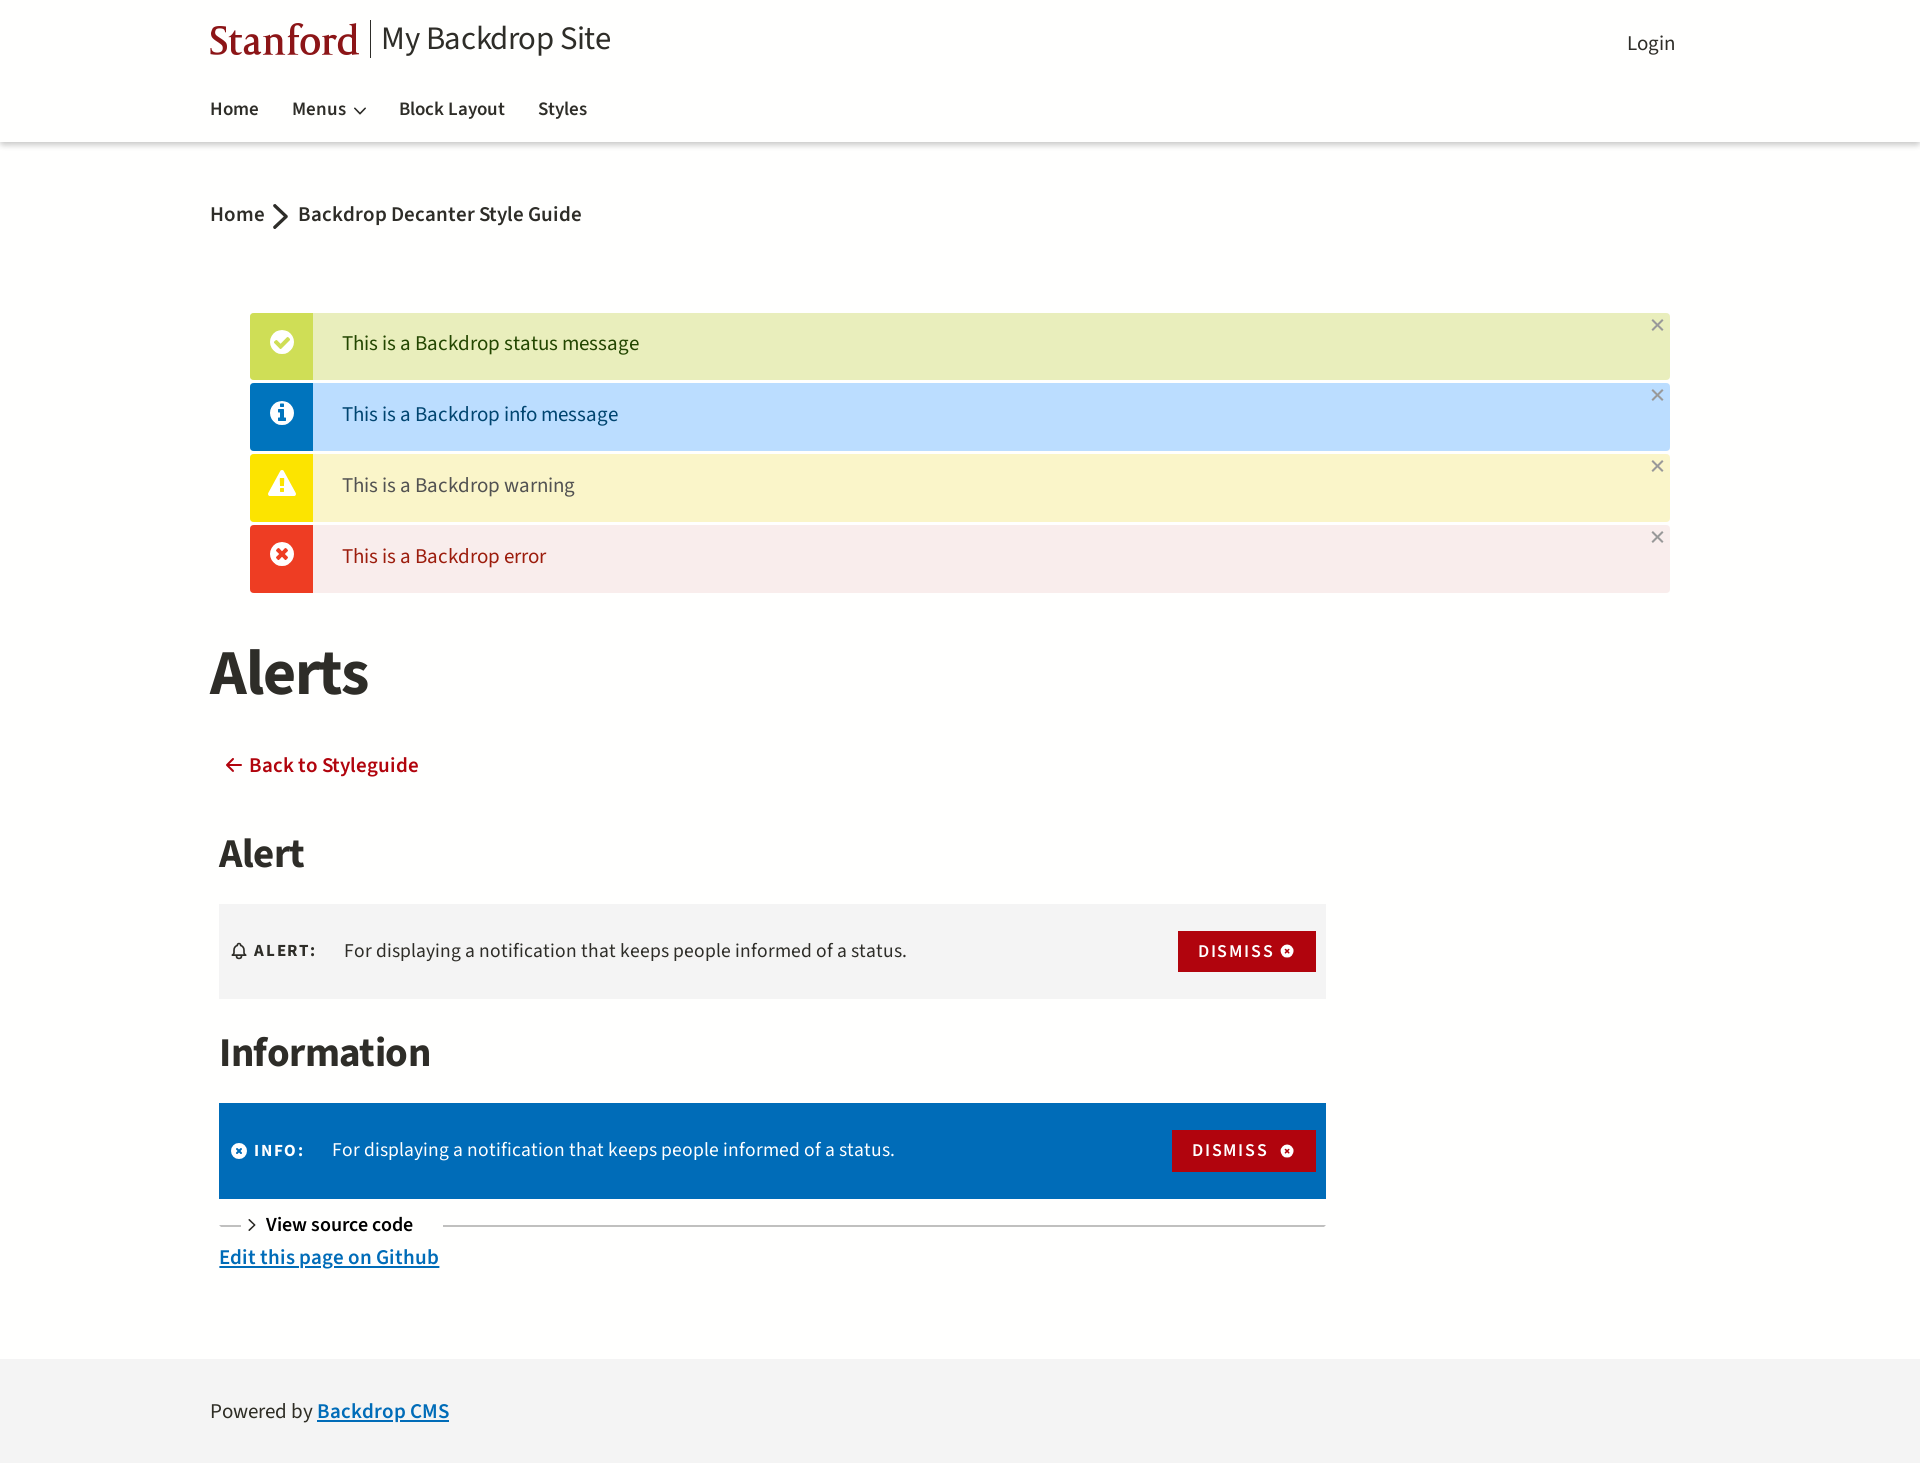 Stanford My Backdrop Site
Login
Home Menus Block Layout Styles
Home Backdrop Decanter Style Guide
This is a Backdrop status message
This is a Backdrop info message
This is a Backdrop warning
This is a Backdrop error
Alerts
Back to Styleguide
Alert
ALERT: For displaying a notification that keeps people informed of a status. DISMISS
Information
INFO: For displaying a notification that keeps people informed of a status. DISMISS
View source code
Edit this page on Github
Powered by Backdrop CMS